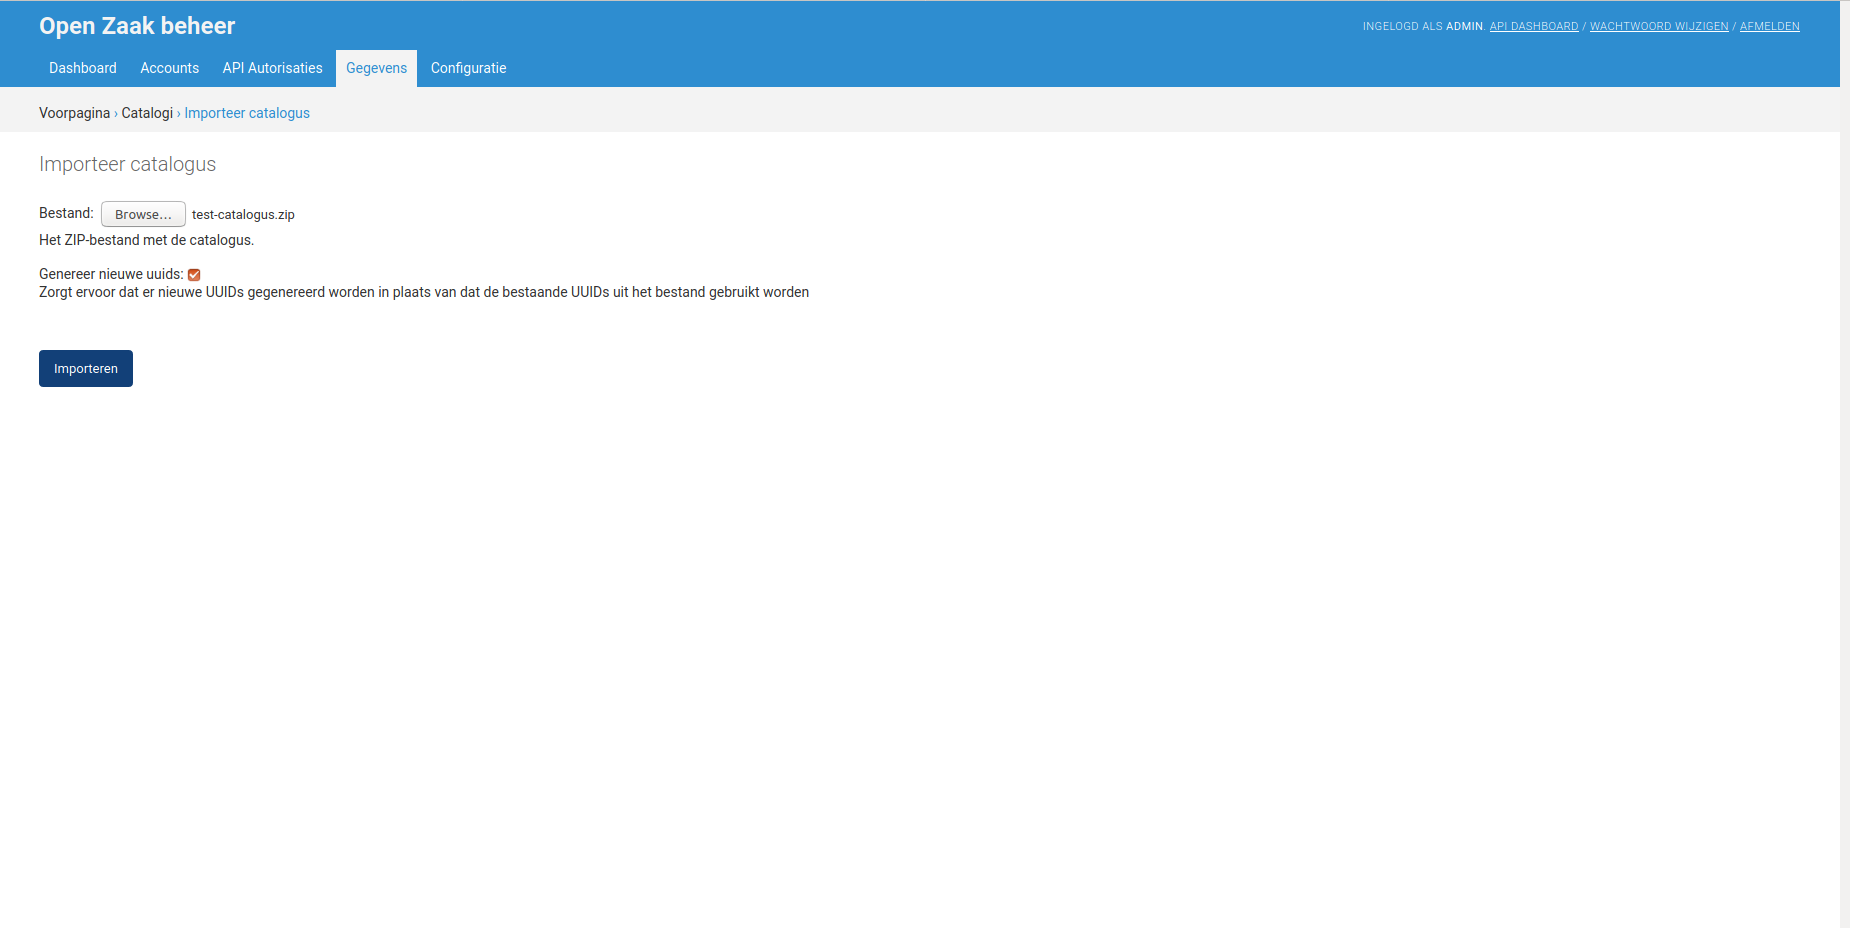 Open Zaak beheer
INGELOGD ALS ADMIN. API DASHBOARD / WACHTWOORD WIJZIGEN / AFMELDEN
Dashboard Accounts API Autorisaties Gegevens Configuratie
Voorpagina › Catalogi › Importeer catalogus
Importeer catalogus
Bestand: Browse... test-catalogus.zip
Het ZIP-bestand met de catalogus.
Genereer nieuwe uuids:
Zorgt ervoor dat er nieuwe UUIDs gegenereerd worden in plaats van dat de bestaande UUIDs uit het bestand gebruikt worden
Importeren